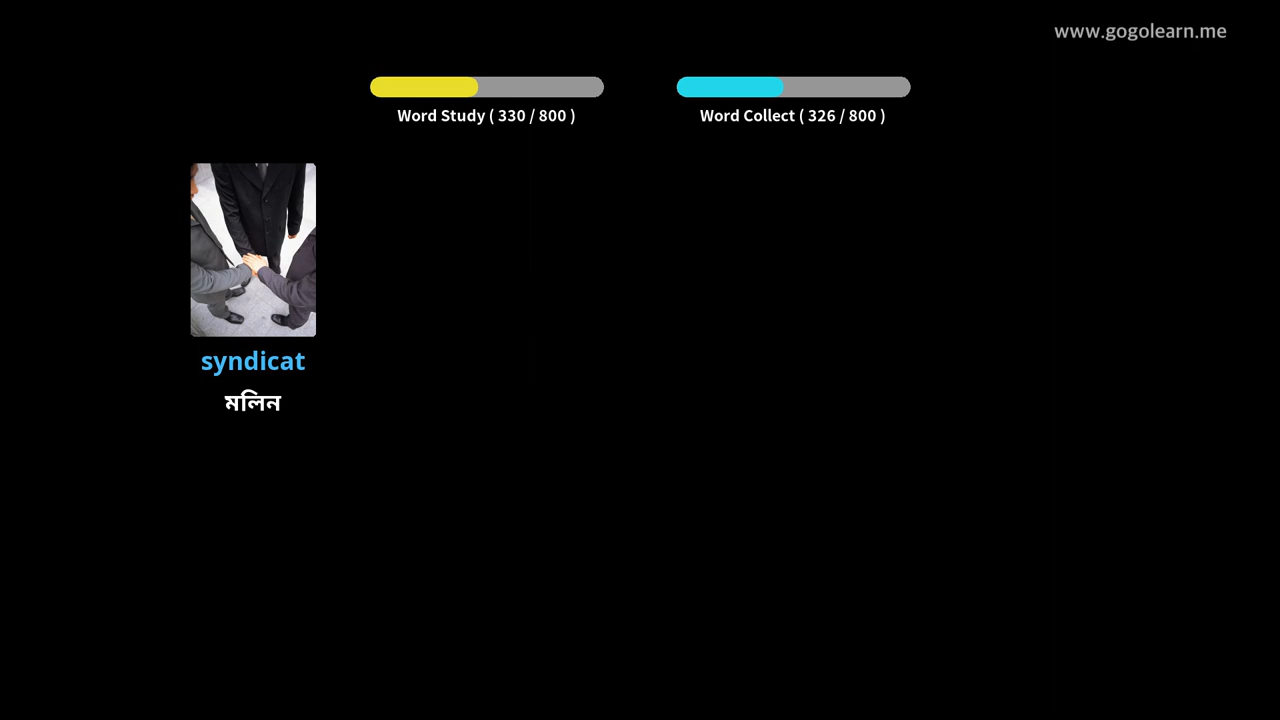 www.gogolearn.me
Word Study ( 330 / 800 )
Word Collect ( 326 / 800 )
syndicat
মলিন